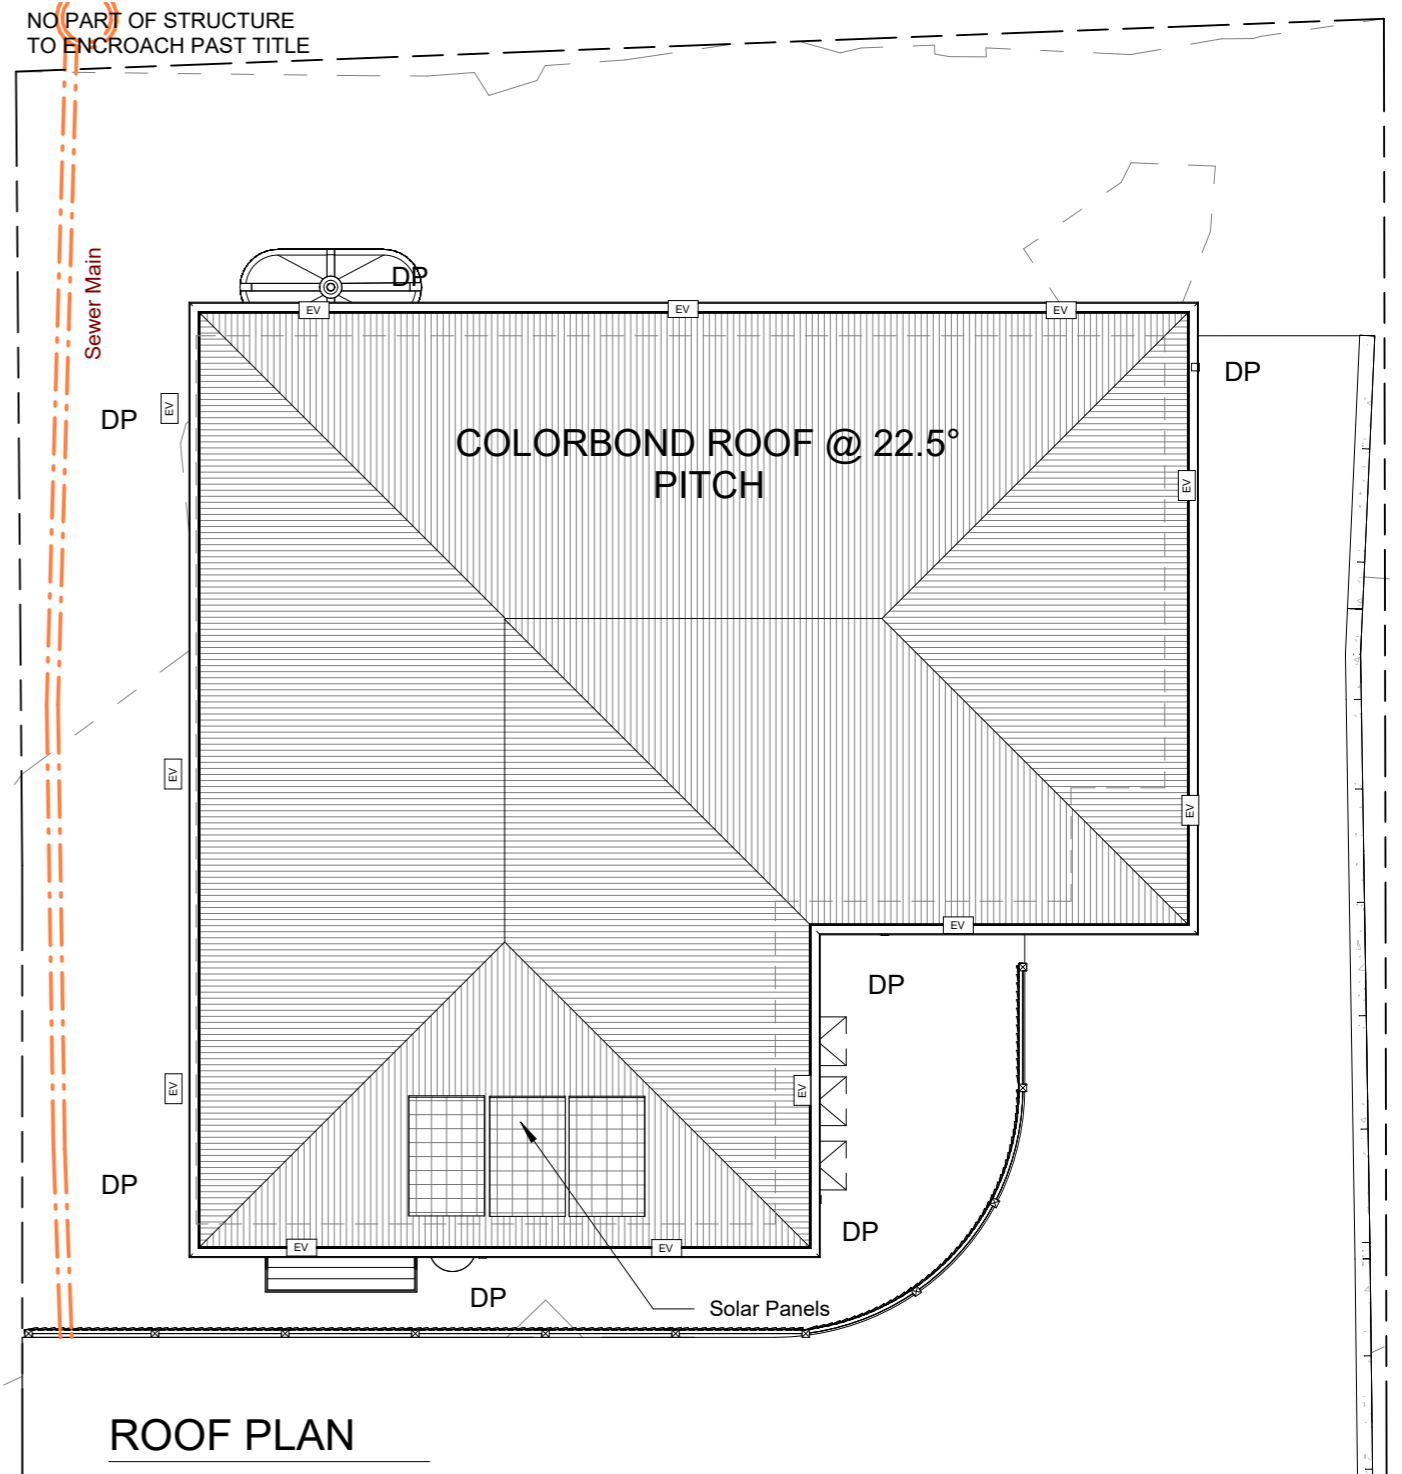 NO PART OF STRUCTURE
TO ENCROACH PAST TITLE
Sewer Main
DP
EV
EV
EV
DP
EV
DP
COLORBOND ROOF @ 22.5°
PITCH
EV
EV
EV
EV
DP
EV
EV
EV
DP
DP
EV
EV
DP
Solar Panels
ROOF PLAN